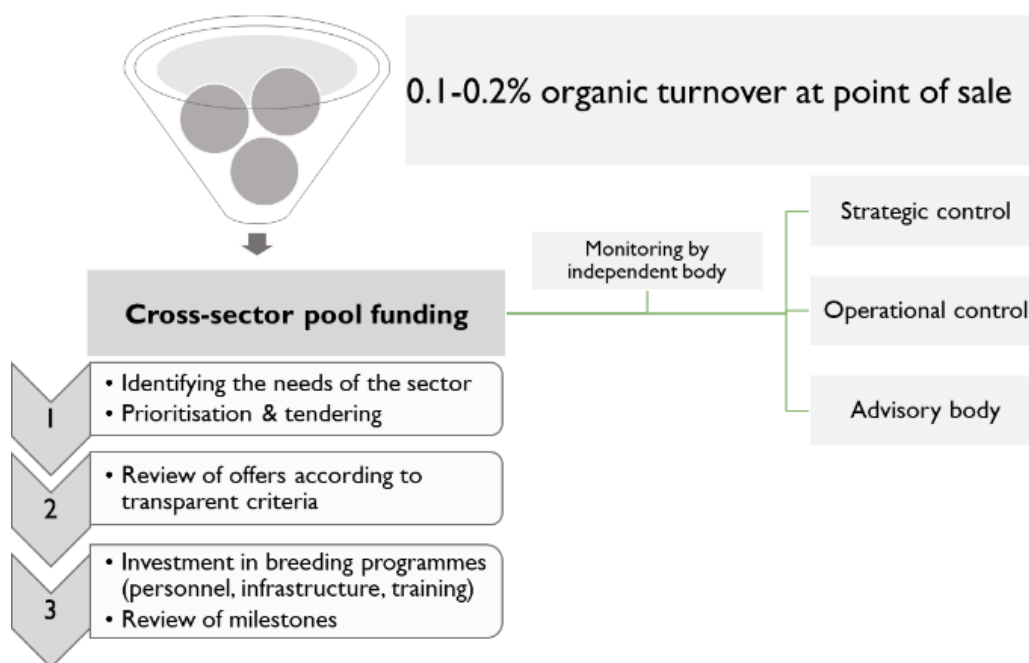 0.1-0.2% organic turnover at point of sale
Strategic control
Monitoring by
independent body
Operational control
Advisory body
Cross-sector pool funding
1
• Identifying the needs of the sector
• Prioritisation & tendering
2
• Review of offers according to
transparent criteria
3
• Investment in breeding programmes
(personnel, infrastructure, training)
• Review of milestones